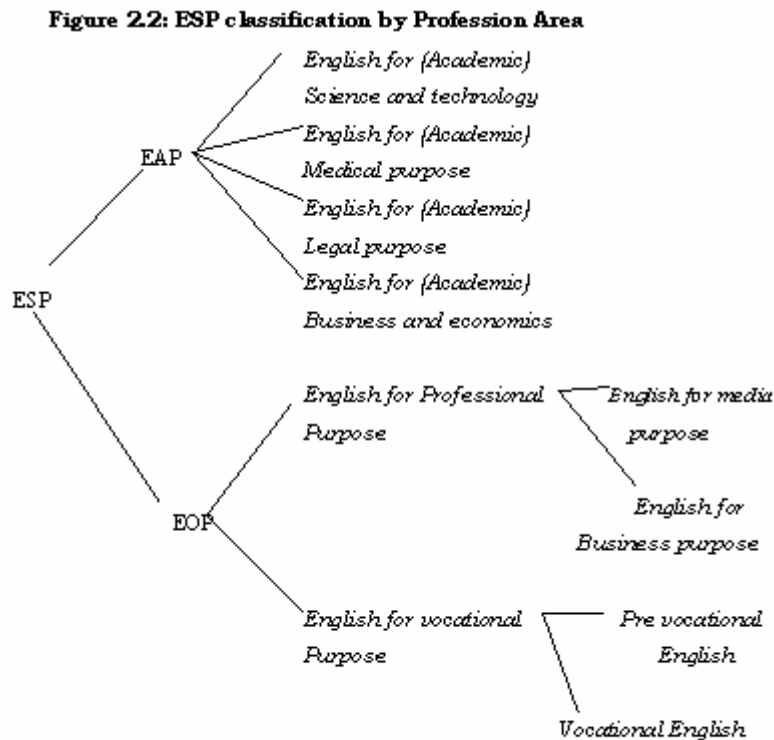 Figure 2.2: ESP classification by Profession Area
English for (Academic)
Science and technology
English for (Academic)
EAP
Medical purpose
English for (Academic)
Legal purpose
English for (Academic)
ESP
Business and economics
English for Professional
Purpose
English for media
purpose
English for
Business purpose
EOP
English for vocational
Purpose
Pre vocational
English
Vocational English